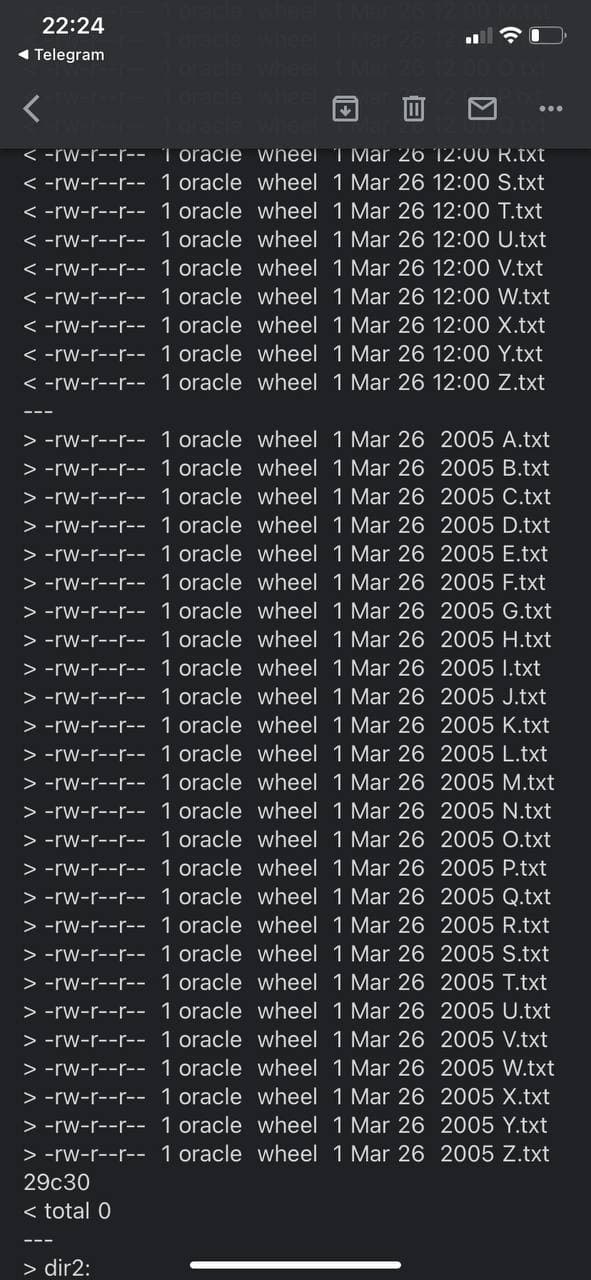 22:24
◀ Telegram
< -rw-r--r-- 1 oracle wheel 1 Mar 26 12:00 R.txt
< -rw-r--r-- 1 oracle wheel 1 Mar 26 12:00 S.txt
< -rw-r--r-- 1 oracle wheel 1 Mar 26 12:00 T.txt
< -rw-r--r-- 1 oracle wheel 1 Mar 26 12:00 U.txt
< -rw-r--r-- 1 oracle wheel 1 Mar 26 12:00 V.txt
< -rw-r--r-- 1 oracle wheel 1 Mar 26 12:00 W.txt
< -rw-r--r-- 1 oracle wheel 1 Mar 26 12:00 X.txt
< -rw-r--r-- 1 oracle wheel 1 Mar 26 12:00 Y.txt
< -rw-r--r-- 1 oracle wheel 1 Mar 26 12:00 Z.txt
---
> -rw-r--r-- 1 oracle wheel 1 Mar 26 2005 A.txt
> -rw-r--r-- 1 oracle wheel 1 Mar 26 2005 B.txt
> -rw-r--r-- 1 oracle wheel 1 Mar 26 2005 C.txt
> -rw-r--r-- 1 oracle wheel 1 Mar 26 2005 D.txt
> -rw-r--r-- 1 oracle wheel 1 Mar 26 2005 E.txt
> -rw-r--r-- 1 oracle wheel 1 Mar 26 2005 F.txt
> -rw-r--r-- 1 oracle wheel 1 Mar 26 2005 G.txt
> -rw-r--r-- 1 oracle wheel 1 Mar 26 2005 H.txt
> -rw-r--r-- 1 oracle wheel 1 Mar 26 2005 I.txt
> -rw-r--r-- 1 oracle wheel 1 Mar 26 2005 J.txt
> -rw-r--r-- 1 oracle wheel 1 Mar 26 2005 K.txt
> -rw-r--r-- 1 oracle wheel 1 Mar 26 2005 L.txt
> -rw-r--r-- 1 oracle wheel 1 Mar 26 2005 M.txt
> -rw-r--r-- 1 oracle wheel 1 Mar 26 2005 N.txt
> -rw-r--r-- 1 oracle wheel 1 Mar 26 2005 O.txt
> -rw-r--r-- 1 oracle wheel 1 Mar 26 2005 P.txt
> -rw-r--r-- 1 oracle wheel 1 Mar 26 2005 Q.txt
> -rw-r--r-- 1 oracle wheel 1 Mar 26 2005 R.txt
> -rw-r--r-- 1 oracle wheel 1 Mar 26 2005 S.txt
> -rw-r--r-- 1 oracle wheel 1 Mar 26 2005 T.txt
> -rw-r--r-- 1 oracle wheel 1 Mar 26 2005 U.txt
> -rw-r--r-- 1 oracle wheel 1 Mar 26 2005 V.txt
> -rw-r--r-- 1 oracle wheel 1 Mar 26 2005 W.txt
> -rw-r--r-- 1 oracle wheel 1 Mar 26 2005 X.txt
> -rw-r--r-- 1 oracle wheel 1 Mar 26 2005 Y.txt
> -rw-r--r-- 1 oracle wheel 1 Mar 26 2005 Z.txt
29c30
< total 0
---
> dir2: